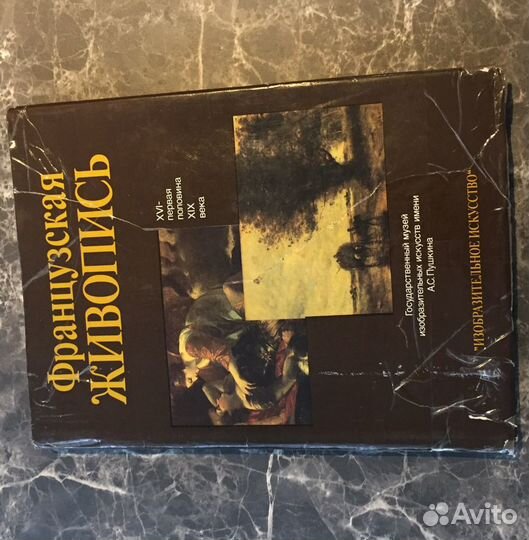 Французская
ЖИВОПИСЬ
XVI-
первая
половина
XIX
века
Государственный музей
изобразительных искусств имени
А.С.Пушкина
"ИЗОБРАЗИТЕЛЬНОЕ ИСКУССТВО"
Avito